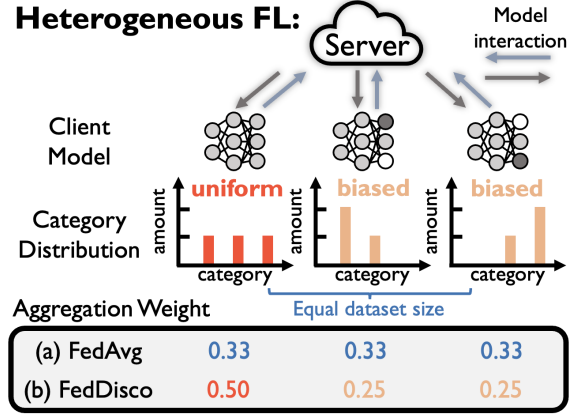 Heterogeneous FL:
Server
Model
interaction
Client
Model
uniform
biased
biased
Category
Distribution
amount
amount
amount
category
category
category
Aggregation Weight
Equal dataset size
(a) FedAvg 0.33 0.33 0.33
(b) FedDisco 0.50 0.25 0.25